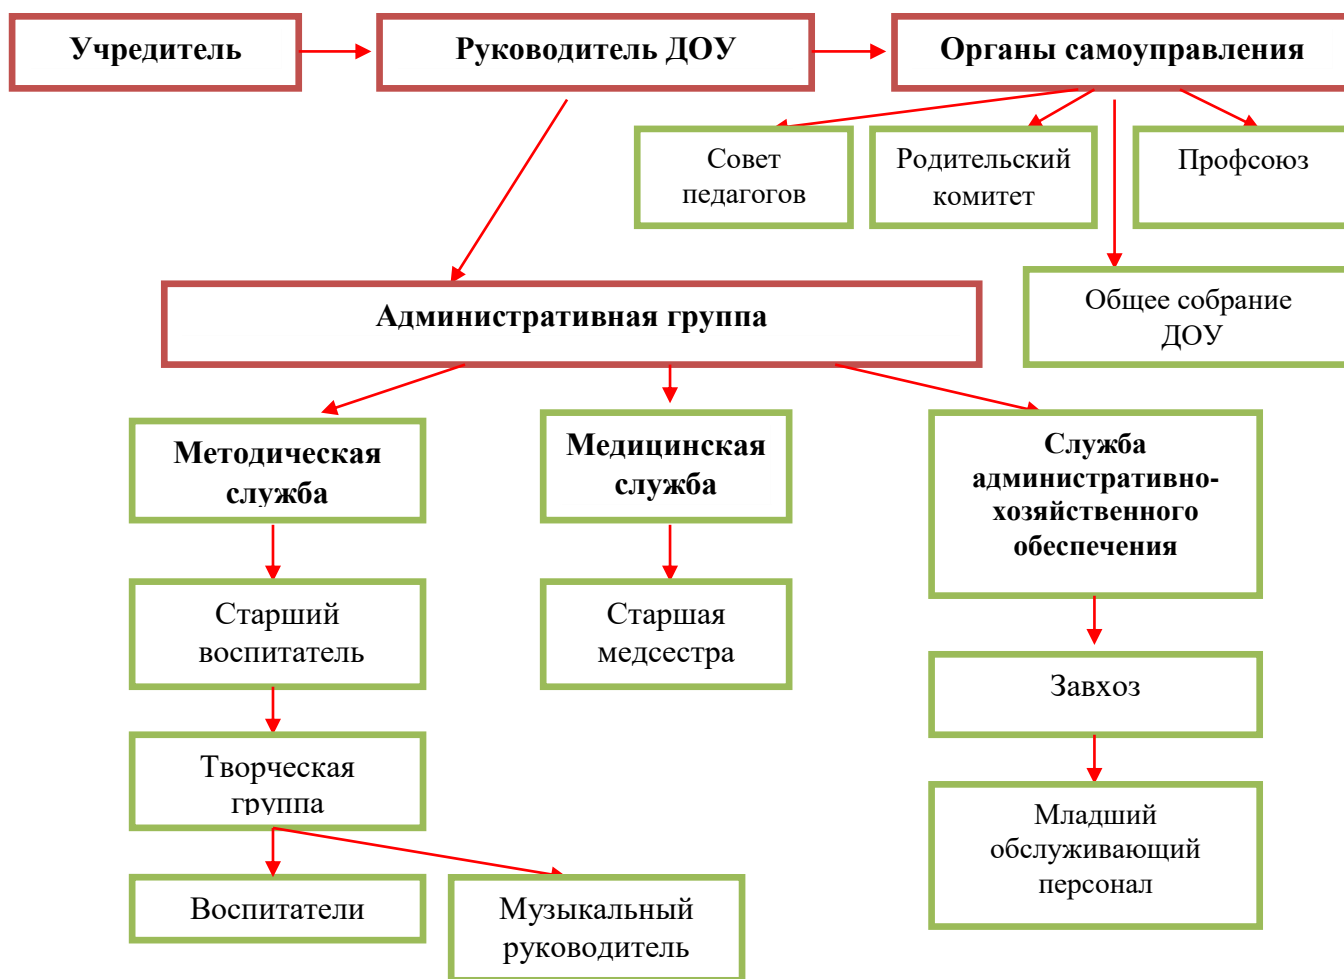 Учредитель
Руководитель ДОУ
Органы самоуправления
Совет
педагогов
Родительский
комитет
Профсоюз
Общее собрание
ДОУ
Административная группа
Методическая
служба
Медицинская
служба
Служба
административно-
хозяйственного
обеспечения
Старший
воспитатель
Старшая
медсестра
Завхоз
Творческая
группа
Младший
обслуживающий
персонал
Воспитатели
Музыкальный
руководитель